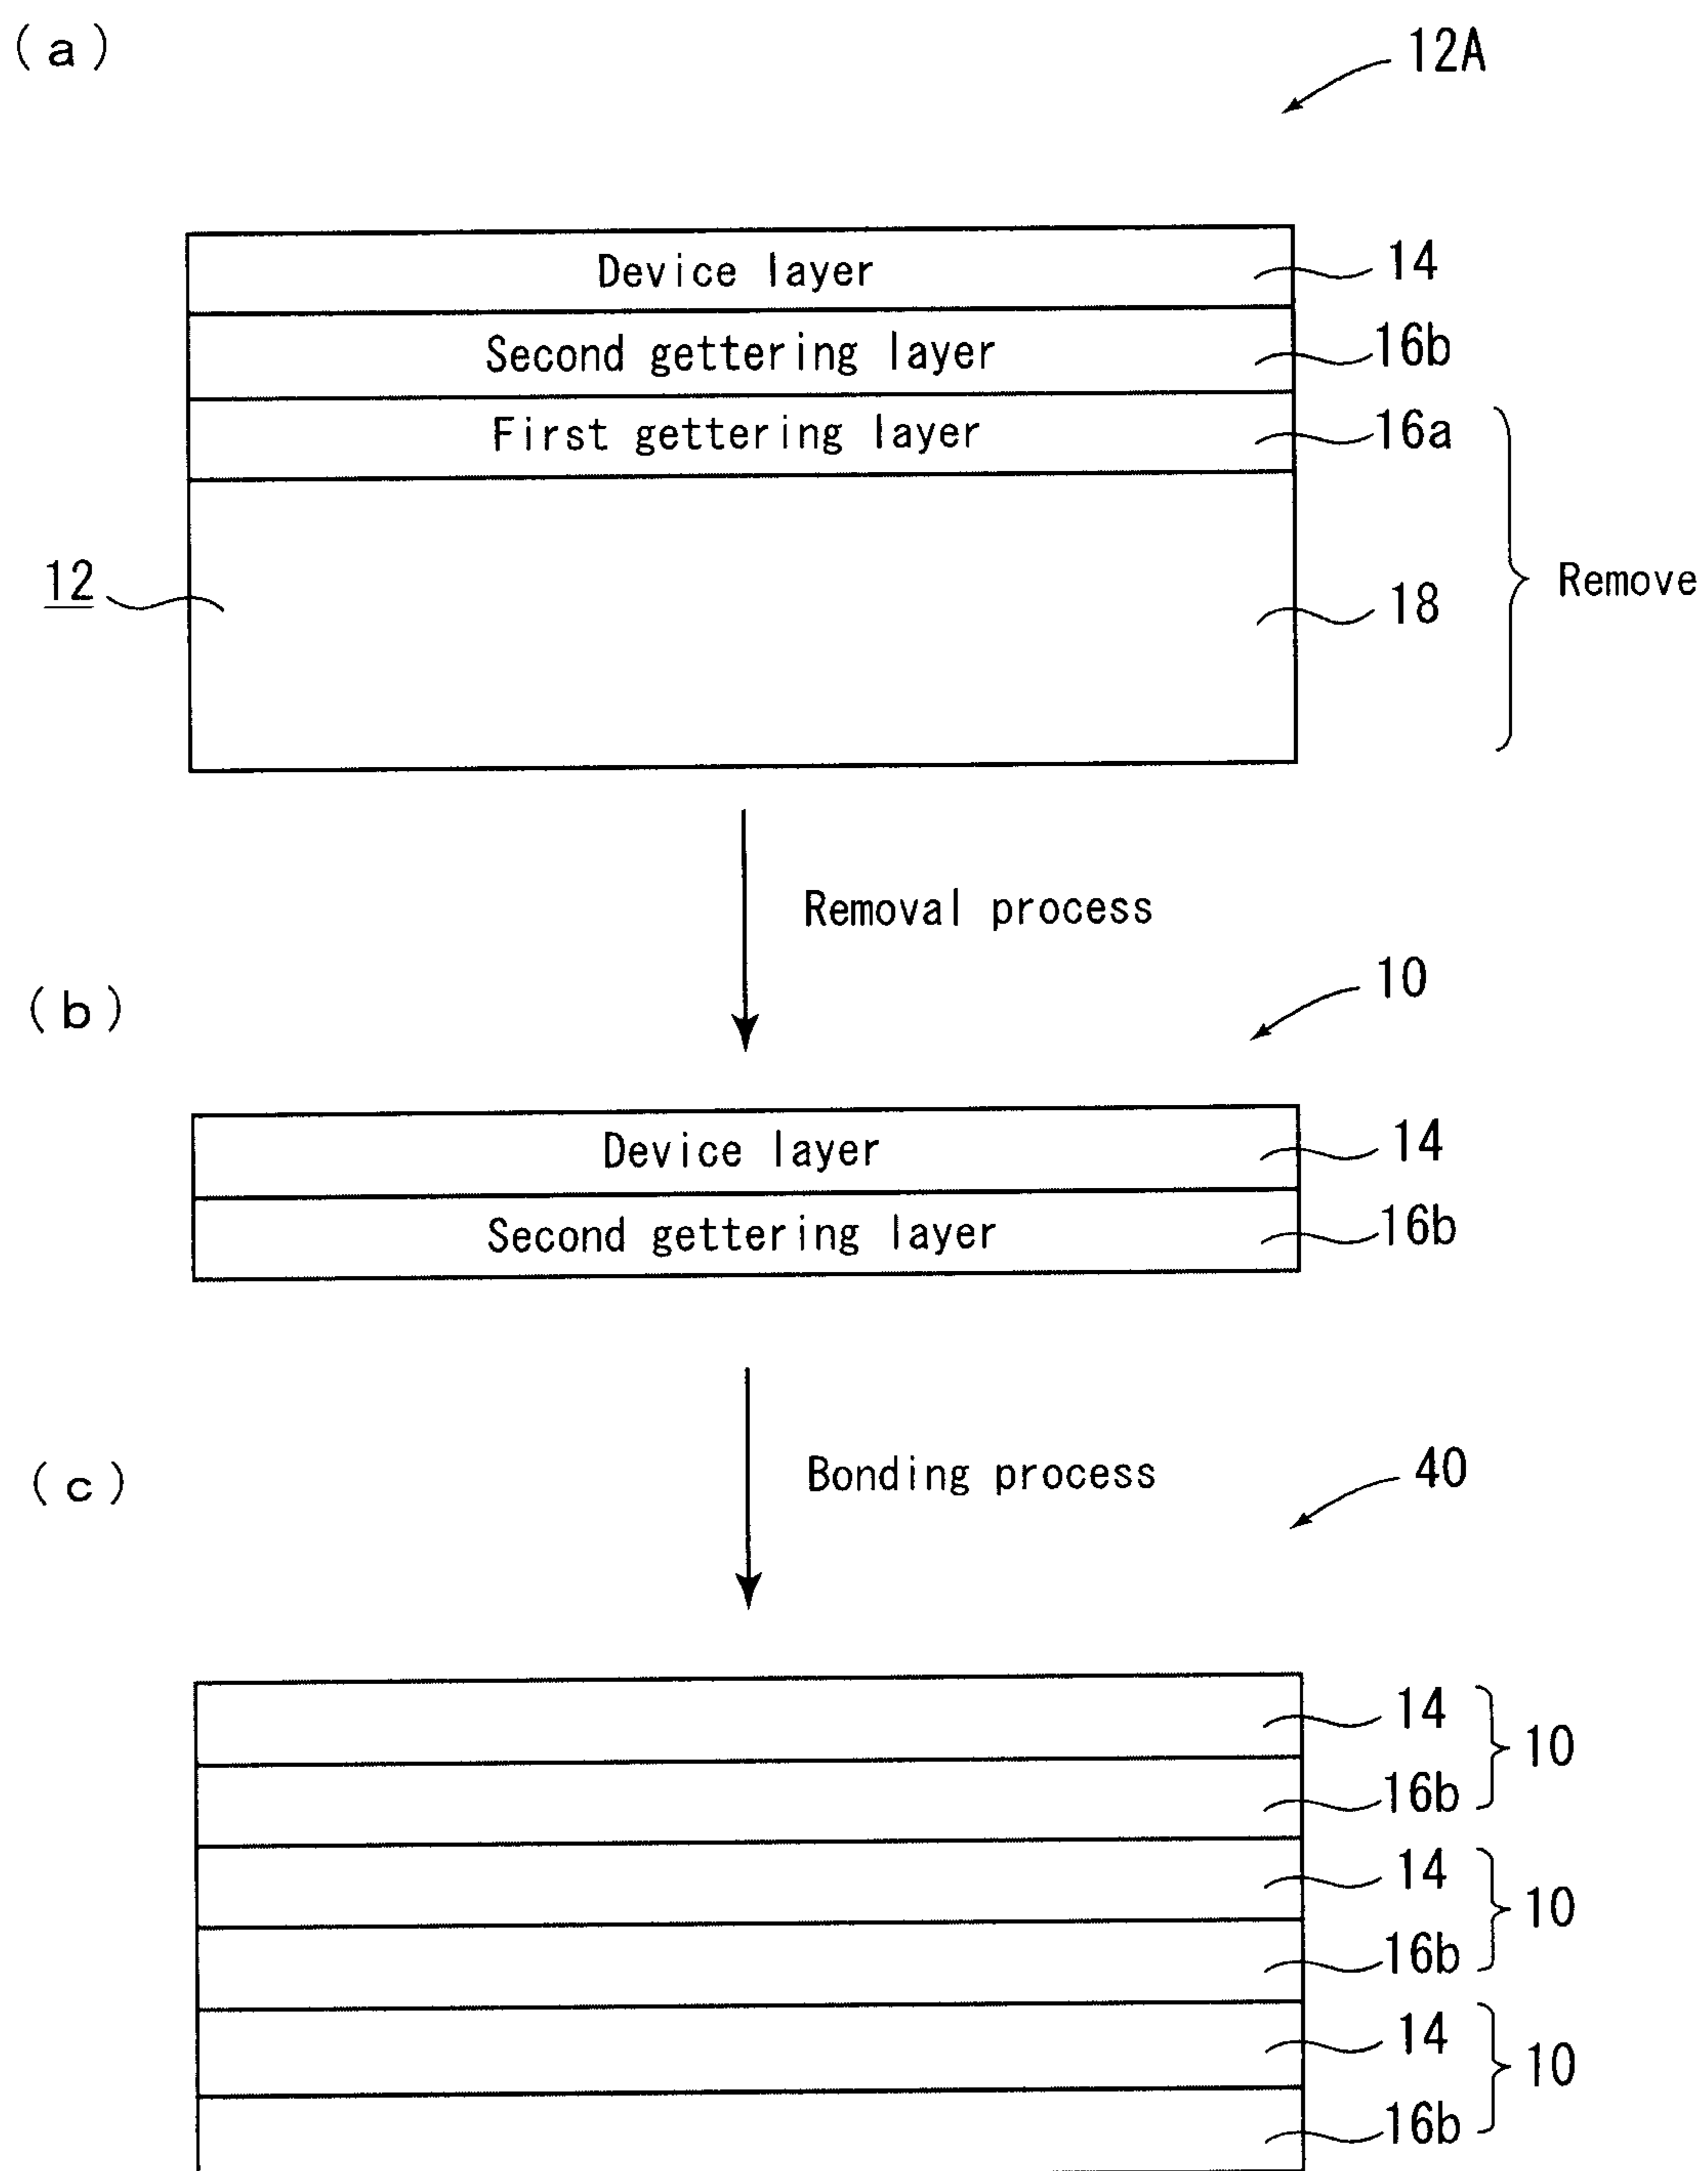 (a)
12A
Device layer
14
Second gettering layer
16b
First gettering layer
16a
12
18
Remove
Removal process
10
(b)
Device layer
14
Second gettering layer
16b
Bonding process
40
(c)
14
10
16b
14
10
16b
14
10
16b